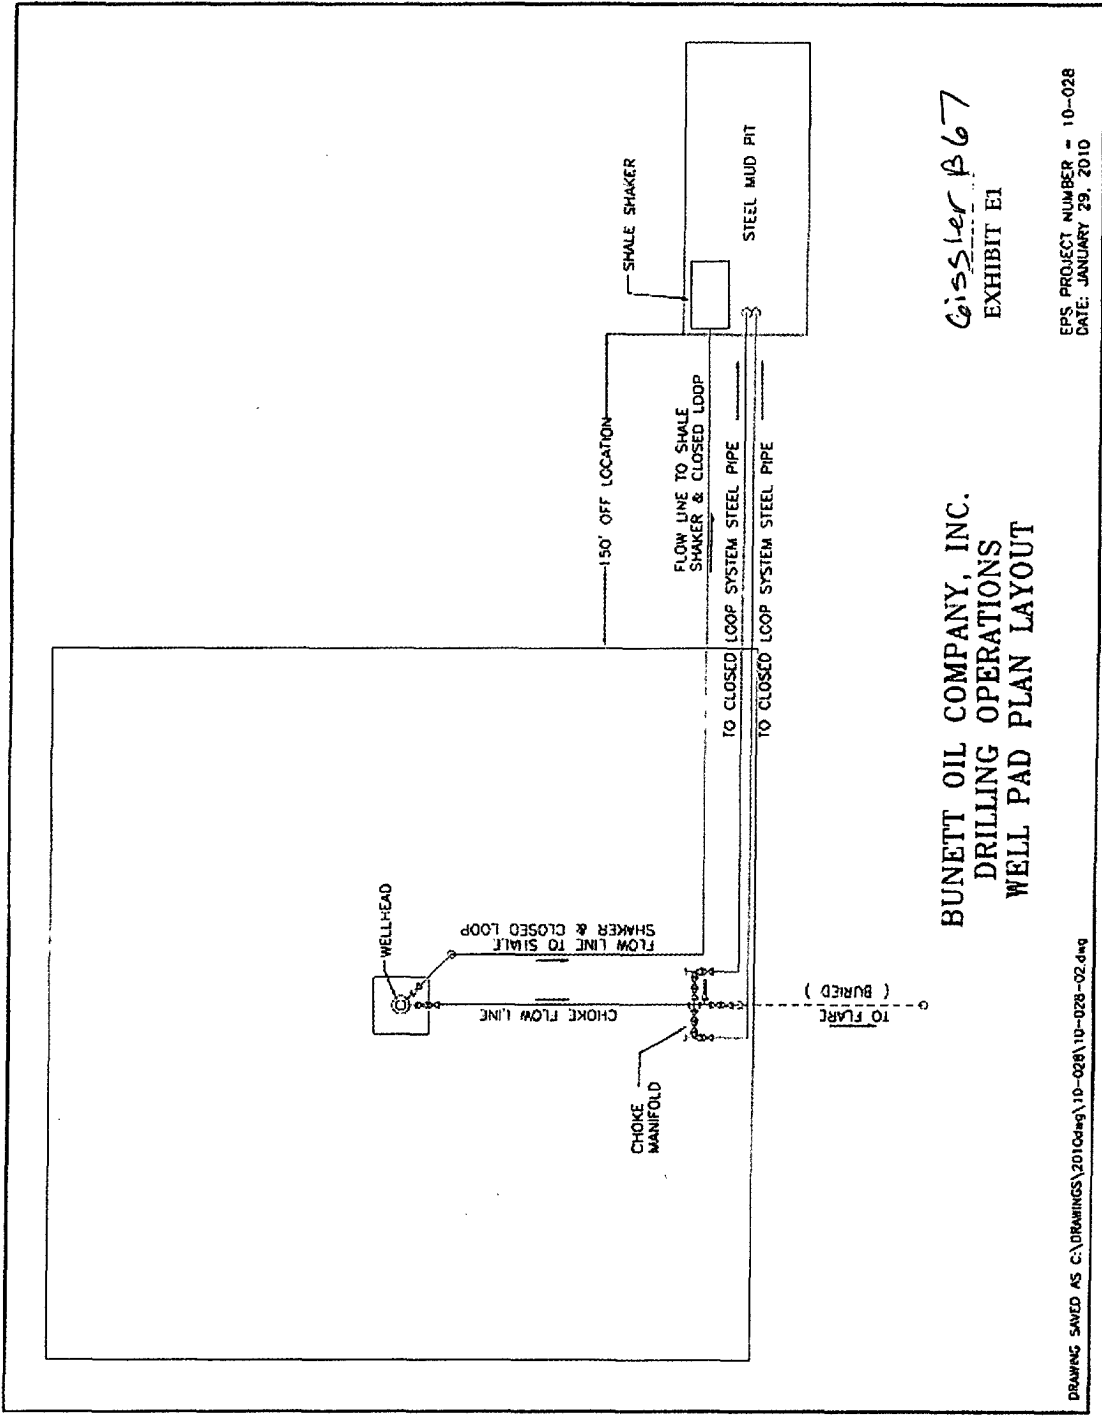 WELLHEAD
FLOW LINE TO SHALE
SHAKER & CLOSED LOOP
CHOKE FLOW LINE
CHOKE
MANIFOLD
TO FLARE
( BURIED )
150' OFF LOCATION
SHALE SHAKER
FLOW LINE TO SHALE
SHAKER & CLOSED LOOP
STEEL MUD PIT
TO CLOSED LOOP SYSTEM STEEL PIPE
TO CLOSED LOOP SYSTEM STEEL PIPE
BUNETT OIL COMPANY, INC.
DRILLING OPERATIONS
WELL PAD PLAN LAYOUT
Gissler B 67
EXHIBIT E1
EPS PROJECT NUMBER - 10-028
DATE: JANUARY 29, 2010
DRAWING SAVED AS C:\DRAWINGS\2010dwg\10-028\10-028-02.dwg